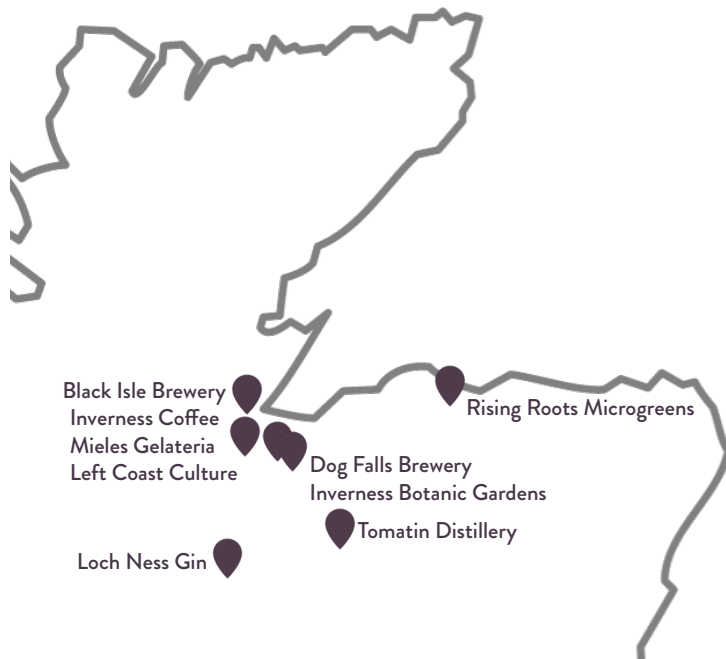 Black Isle Brewery
Inverness Coffee
Mieles Gelateria
Left Coast Culture
Rising Roots Microgreens
Dog Falls Brewery
Inverness Botanic Gardens
Tomatin Distillery
Loch Ness Gin